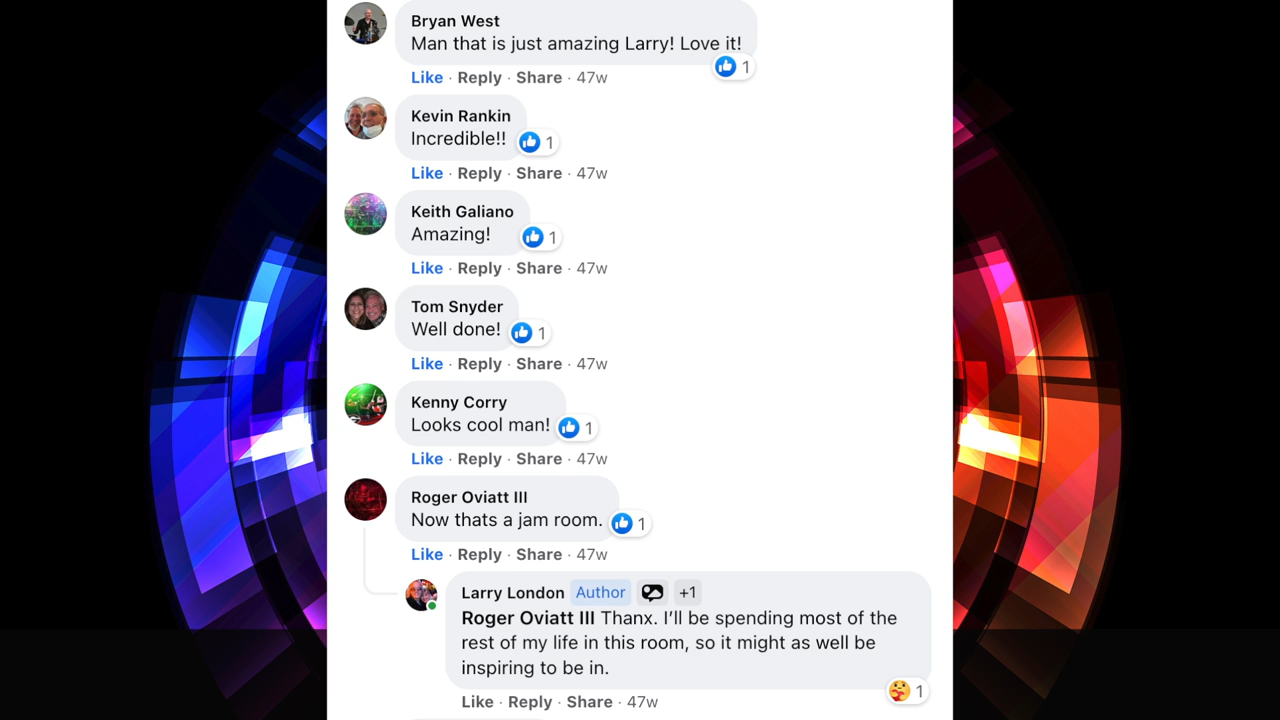 Bryan West
Man that is just amazing Larry! Love it!
1
Like · Reply · Share · 47w
Kevin Rankin
Incredible!!
1
Like · Reply · Share · 47w
Keith Galiano
Amazing!
1
Like · Reply · Share · 47w
Tom Snyder
Well done!
1
Like · Reply · Share · 47w
Kenny Corry
Looks cool man!
1
Like · Reply · Share · 47w
Roger Oviatt III
Now thats a jam room.
1
Like · Reply · Share · 47w
Larry London Author +1
Roger Oviatt III Thanx. I’ll be spending most of the
rest of my life in this room, so it might as well be
inspiring to be in.
1
Like · Reply · Share · 47w